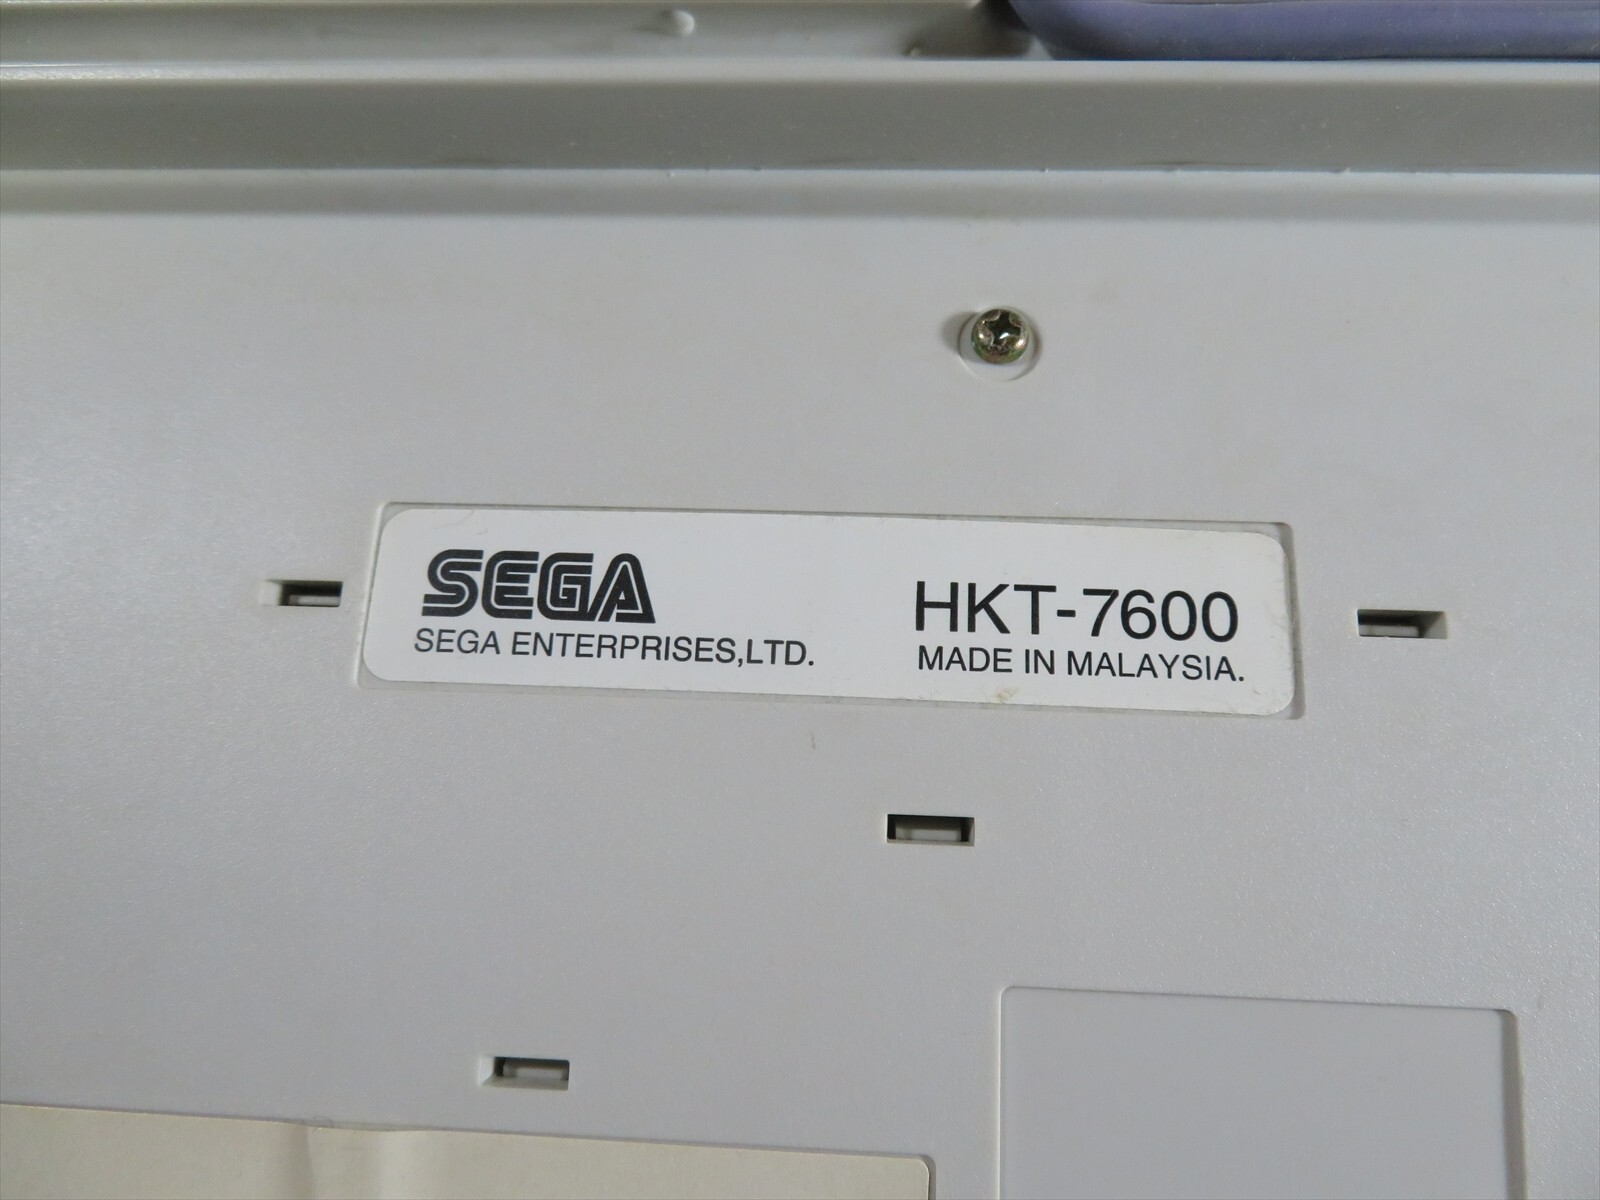 SEGA
SEGA ENTERPRISES,LTD.
HKT-7600
MADE IN MALAYSIA.